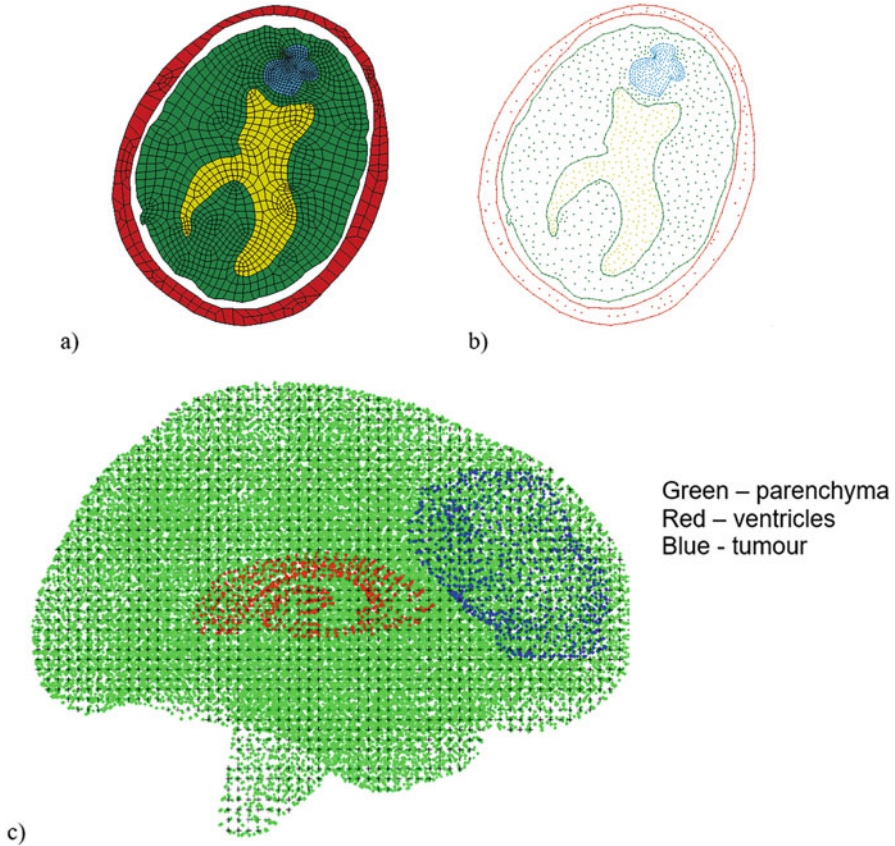 a)
b)
Green – parenchyma
Red – ventricles
Blue - tumour
c)